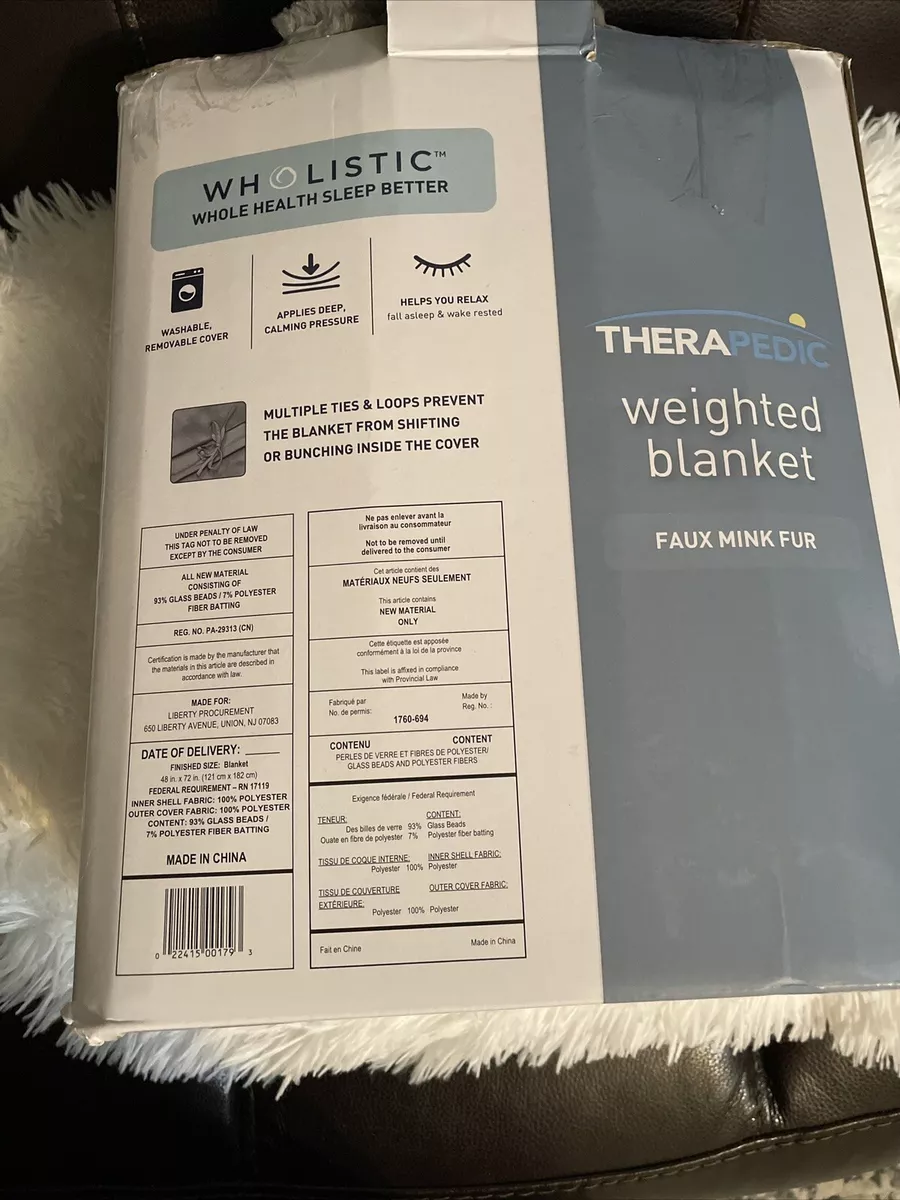 WHOLISTIC™
WHOLE HEALTH SLEEP BETTER
WASHABLE,
REMOVABLE COVER
APPLIES DEEP,
CALMING PRESSURE
HELPS YOU RELAX
fall asleep & wake rested
MULTIPLE TIES & LOOPS PREVENT
THE BLANKET FROM SHIFTING
OR BUNCHING INSIDE THE COVER
UNDER PENALTY OF LAW
THIS TAG NOT TO BE REMOVED
EXCEPT BY THE CONSUMER
ALL NEW MATERIAL
CONSISTING OF
93% GLASS BEADS / 7% POLYESTER
FIBER BATTING
REG. NO. PA-29313 (CN)
Certification is made by the manufacturer that
the materials in this article are described in
accordance with law.
MADE FOR:
LIBERTY PROCUREMENT
650 LIBERTY AVENUE, UNION, NJ 07083
DATE OF DELIVERY: ______
FINISHED SIZE: Blanket
48 in. x 72 in. (121 cm x 182 cm)
FEDERAL REQUIREMENT – RN 17119
INNER SHELL FABRIC: 100% POLYESTER
OUTER COVER FABRIC: 100% POLYESTER
CONTENT: 93% GLASS BEADS /
7% POLYESTER FIBER BATTING
MADE IN CHINA
0 22415 00179 3
Ne pas enlever avant la
livraison au consommateur
Not to be removed until
delivered to the consumer
Cet article contient des
MATÉRIAUX NEUFS SEULEMENT
This article contains
NEW MATERIAL
ONLY
Cette étiquette est apposée
conformément à la loi de la province
This label is affixed in compliance
with Provincial Law
Fabriqué par Made by
No. de permis: Reg. No. :
1760-694
CONTENU CONTENT
PERLES DE VERRE ET FIBRES DE POLYESTER/
GLASS BEADS AND POLYESTER FIBERS
Exigence fédérale / Federal Requirement
TENEUR: CONTENT:
Des billes de verre 93% Glass Beads
Ouate en fibre de polyester 7% Polyester fiber batting
TISSU DE COQUE INTERNE: INNER SHELL FABRIC:
Polyester 100% Polyester
TISSU DE COUVERTURE OUTER COVER FABRIC:
EXTÉRIEURE:
Polyester 100% Polyester
Fait en Chine Made in China
THERAPEDIC
weighted
blanket
FAUX MINK FUR